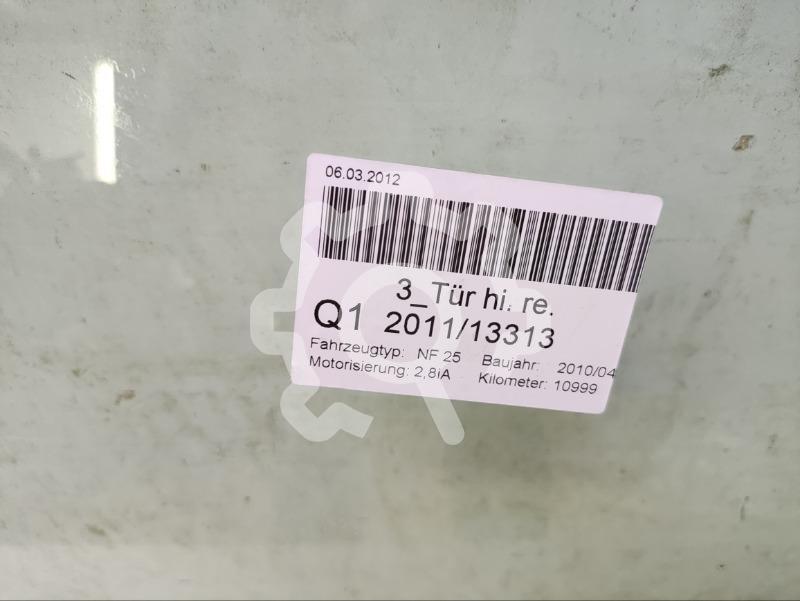 06.03.2012
3_Tür hi. re.
Q1 2011/13313
Fahrzeugtyp: NF 25 Baujahr: 2010/04
Motorisierung: 2,8iA Kilometer: 10999